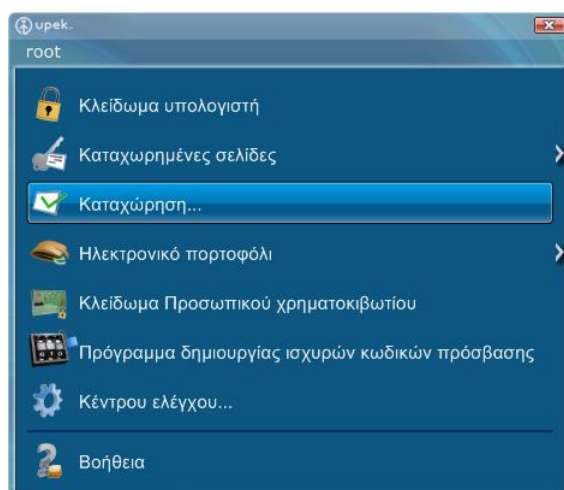 upek.
root
Κλείδωμα υπολογιστή
Καταχωρημένες σελίδες
Καταχώρηση...
Ηλεκτρονικό πορτοφόλι
Κλείδωμα Προσωπικού χρηματοκιβωτίου
Πρόγραμμα δημιουργίας ισχυρών κωδικών πρόσβασης
Κέντρου ελέγχου...
Βοήθεια